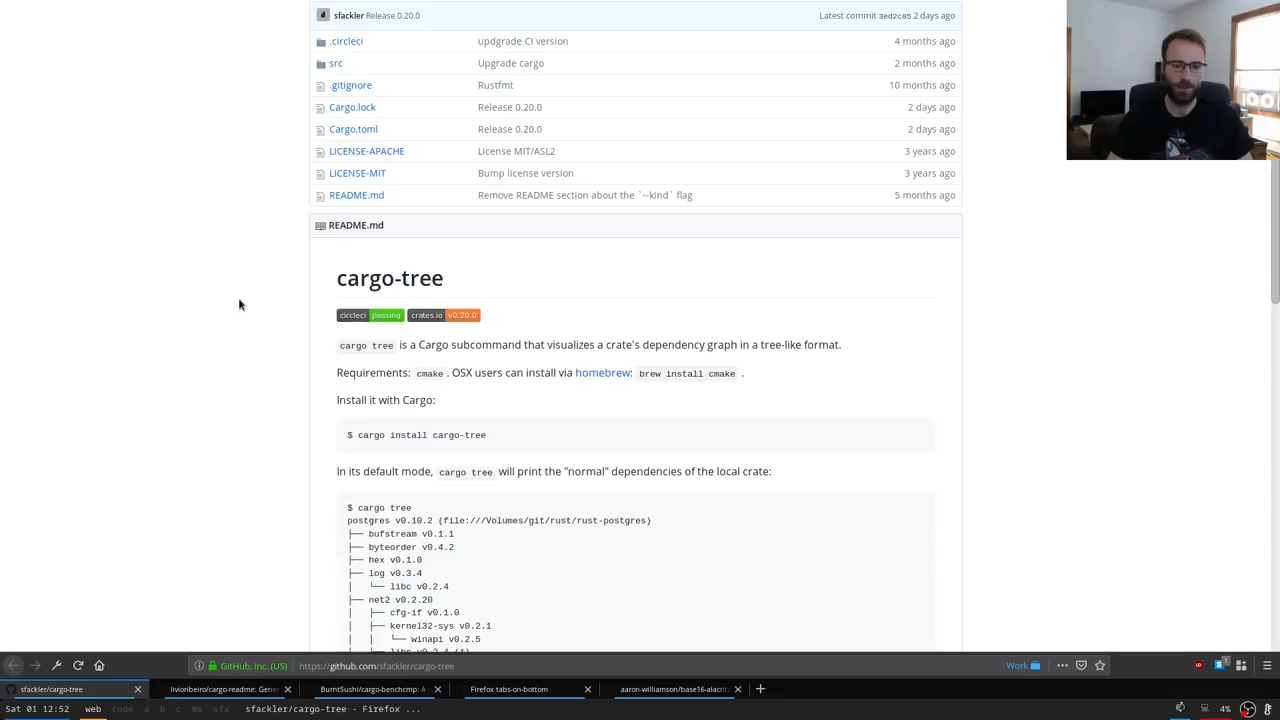 sfackler Release 0.20.0 Latest commit 3ed2c85 2 days ago
.circleci updgrade CI version 4 months ago
src Upgrade cargo 2 months ago
.gitignore Rustfmt 10 months ago
Cargo.lock Release 0.20.0 2 days ago
Cargo.toml Release 0.20.0 2 days ago
LICENSE-APACHE License MIT/ASL2 3 years ago
LICENSE-MIT Bump license version 3 years ago
README.md Remove README section about the `--kind` flag 5 months ago
README.md
cargo-tree
circleci passing crates.io v0.20.0
cargo tree is a Cargo subcommand that visualizes a crate's dependency graph in a tree-like format.
Requirements: cmake . OSX users can install via homebrew: brew install cmake .
Install it with Cargo:
$ cargo install cargo-tree
In its default mode, cargo tree will print the "normal" dependencies of the local crate:
$ cargo tree
postgres v0.10.2 (file:///Volumes/git/rust/rust-postgres)
├── bufstream v0.1.1
├── byteorder v0.4.2
├── hex v0.1.0
├── log v0.3.4
│   └── libc v0.2.4
├── net2 v0.2.20
│   ├── cfg-if v0.1.0
│   ├── kernel32-sys v0.2.1
│   │   └── winapi v0.2.5
GitHub, Inc. (US) https://github.com/sfackler/cargo-tree Work
sfackler/cargo-tree livioribeiro/cargo-readme: Gene BurntSushi/cargo-benchcmp: A Firefox tabs-on-bottom aaron-williamson/base16-alacrit
Sat 01 12:52 web code a b c mx sfx sfackler/cargo-tree - Firefox ... 4%